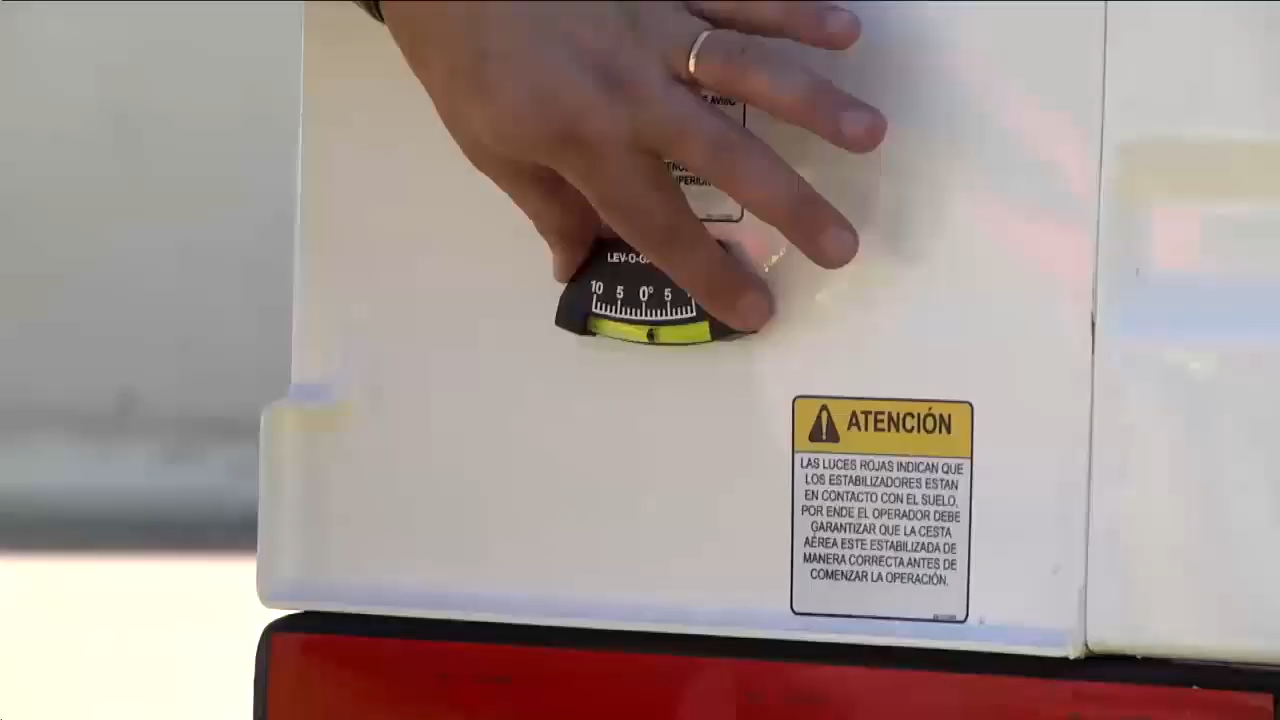 LEV-O-G
10 5 0° 5
ATENCIÓN
LAS LUCES ROJAS INDICAN QUE
LOS ESTABILIZADORES ESTAN
EN CONTACTO CON EL SUELO,
POR ENDE EL OPERADOR DEBE
GARANTIZAR QUE LA CESTA
AÉREA ESTE ESTABILIZADA DE
MANERA CORRECTA ANTES DE
COMENZAR LA OPERACIÓN.